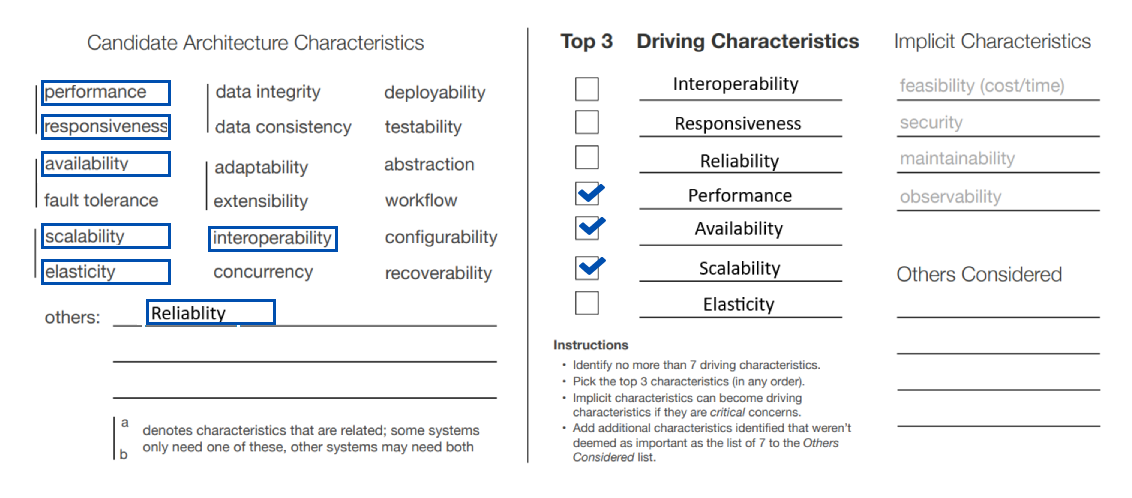 Candidate Architecture Characteristics
performance
responsiveness
availability
fault tolerance
scalability
elasticity
data integrity
data consistency
adaptability
extensibility
interoperability
concurrency
deployability
testability
abstraction
workflow
configurability
recoverability
others: Reliablity
a
b
denotes characteristics that are related; some systems
only need one of these, other systems may need both
Top 3 Driving Characteristics
Interoperability
Responsiveness
Reliability
Performance
Availability
Scalability
Elasticity
Instructions
• Identify no more than 7 driving characteristics.
• Pick the top 3 characteristics (in any order).
• Implicit characteristics can become driving
characteristics if they are critical concerns.
• Add additional characteristics identified that weren't
deemed as important as the list of 7 to the Others
Considered list.
Implicit Characteristics
feasibility (cost/time)
security
maintainability
observability
Others Considered